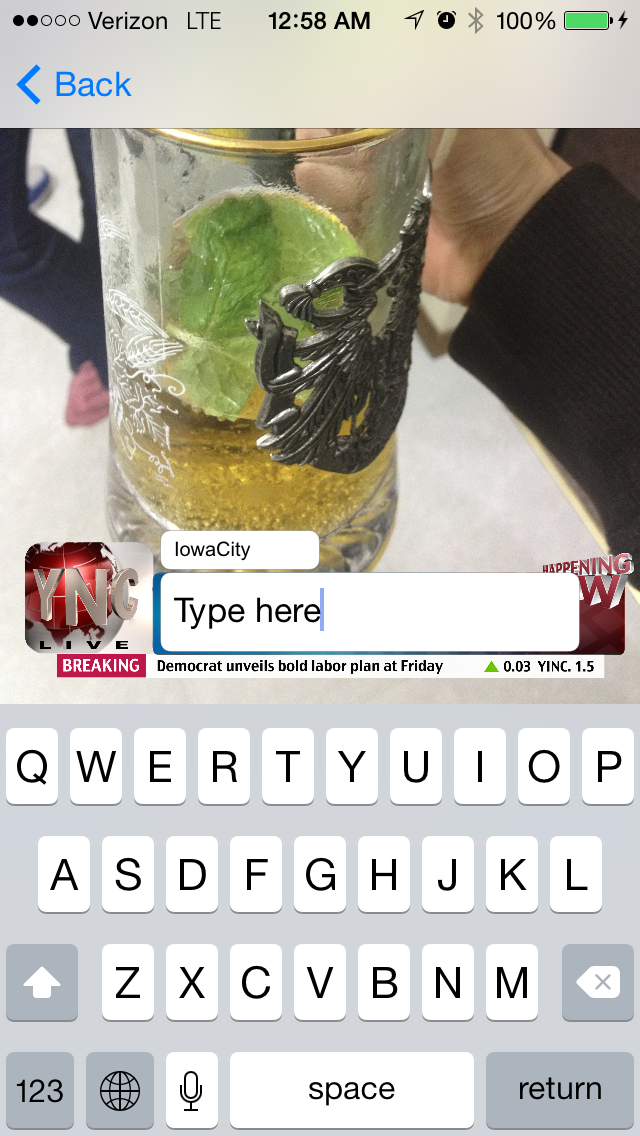 Verizon LTE 12:58 AM 100%
Back
IowaCity
HAPPENING
YNC
Type here
W
LIVE
BREAKING Democrat unveils bold labor plan at Friday 0.03 YINC. 1.5
Q W E R T Y U I O P
A S D F G H J K L
Z X C V B N M
123 space return